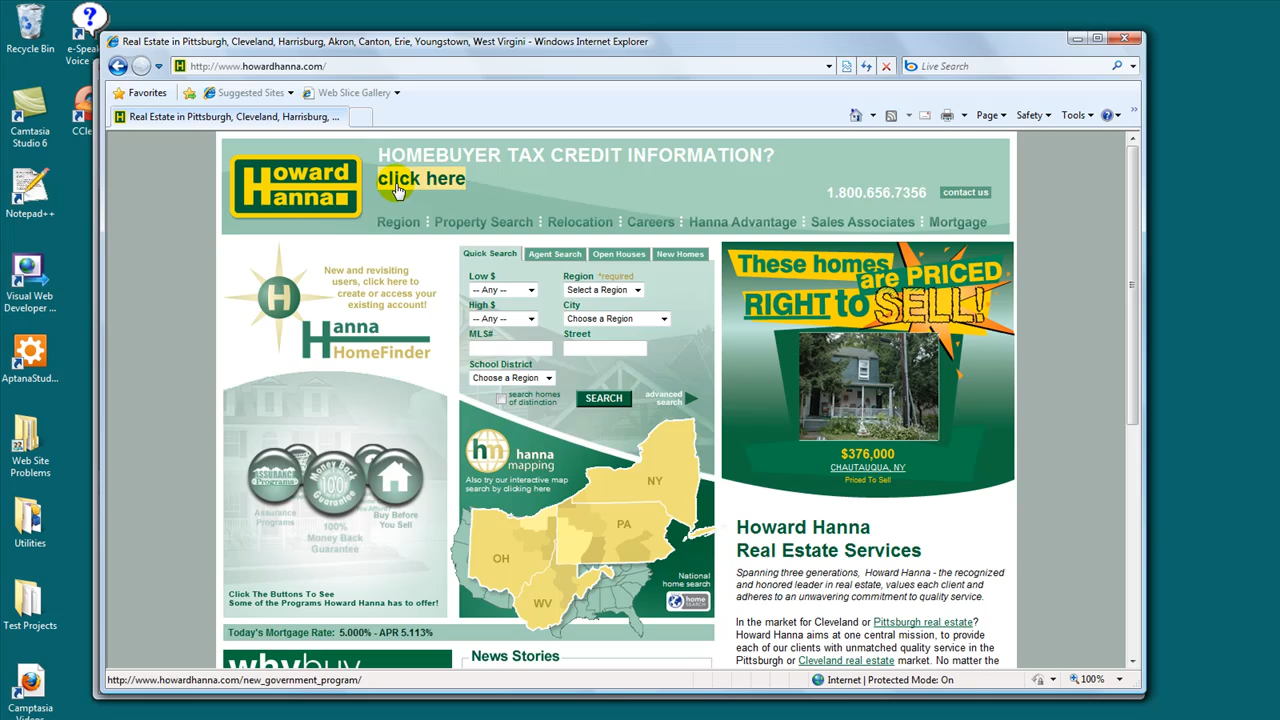 Recycle Bin
e-Speak
Voice
Camtasia
Studio 6
CCle
Notepad++
Visual Web
Developer ...
AptanaStud...
Web Site
Problems
Utilities
Test Projects
Camptasia
Videos
Real Estate in Pittsburgh, Cleveland, Harrisburg, Akron, Canton, Erie, Youngstown, West Virgini - Windows Internet Explorer
http://www.howardhanna.com/
Live Search
Favorites
Suggested Sites
Web Slice Gallery
Real Estate in Pittsburgh, Cleveland, Harrisburg, ...
Page
Safety
Tools
Howard
Hanna
HOMEBUYER TAX CREDIT INFORMATION?
click here
1.800.656.7356
contact us
Region
Property Search
Relocation
Careers
Hanna Advantage
Sales Associates
Mortgage
New and revisiting
users, click here to
create or access your
existing account!
H
Hanna
HomeFinder
Quick Search
Agent Search
Open Houses
New Homes
Low $
Region *required
-- Any --
Select a Region
High $
City
-- Any --
Choose a Region
MLS#
Street
School District
Choose a Region
search homes
of distinction
SEARCH
advanced
search
hm
hanna
mapping
Also try our interactive map
search by clicking here
NY
PA
OH
WV
National
home search
home
SEARCH
These homes
are PRICED
RIGHT to
SELL!
$376,000
CHAUTAUQUA, NY
Priced To Sell
ASSURANCE
Programs
Money Back
100%
Guarantee
Assurance
Programs
100%
Money Back
Guarantee
Buy Before
You Sell
Click The Buttons To See
Some of the Programs Howard Hanna has to offer!
Today's Mortgage Rate: 5.000% - APR 5.113%
why buy
News Stories
Howard Hanna
Real Estate Services
Spanning three generations, Howard Hanna - the recognized
and honored leader in real estate, values each client and
adheres to an unwavering commitment to quality service.
In the market for Cleveland or Pittsburgh real estate?
Howard Hanna aims at one central mission, to provide
each of our clients with unmatched quality service in the
Pittsburgh or Cleveland real estate market. No matter the
http://www.howardhanna.com/new_government_program/
Internet | Protected Mode: On
100%